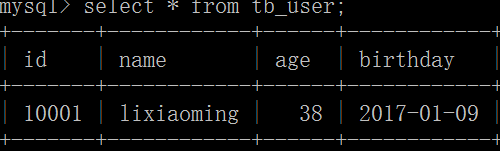 mysql> select * from tb_user;
+-------+------------+-----+------------+
| id | name | age | birthday |
+-------+------------+-----+------------+
| 10001 | lixiaoming | 38 | 2017-01-09 |
+-------+------------+-----+------------+